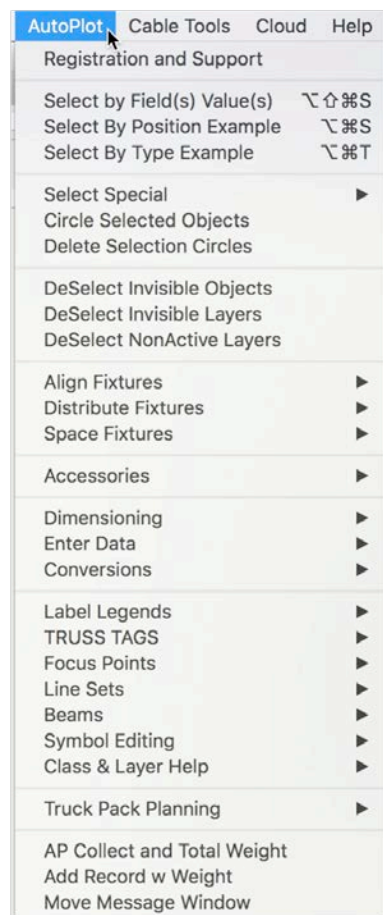 AutoPlot Cable Tools Cloud Help
Registration and Support
Select by Field(s) Value(s) ⌥⇧⌘S
Select By Position Example ⌥⌘S
Select By Type Example ⌥⌘T
Select Special ▶
Circle Selected Objects
Delete Selection Circles
DeSelect Invisible Objects
DeSelect Invisible Layers
DeSelect NonActive Layers
Align Fixtures ▶
Distribute Fixtures ▶
Space Fixtures ▶
Accessories ▶
Dimensioning ▶
Enter Data ▶
Conversions ▶
Label Legends ▶
TRUSS TAGS ▶
Focus Points ▶
Line Sets ▶
Beams ▶
Symbol Editing ▶
Class & Layer Help ▶
Truck Pack Planning ▶
AP Collect and Total Weight
Add Record w Weight
Move Message Window